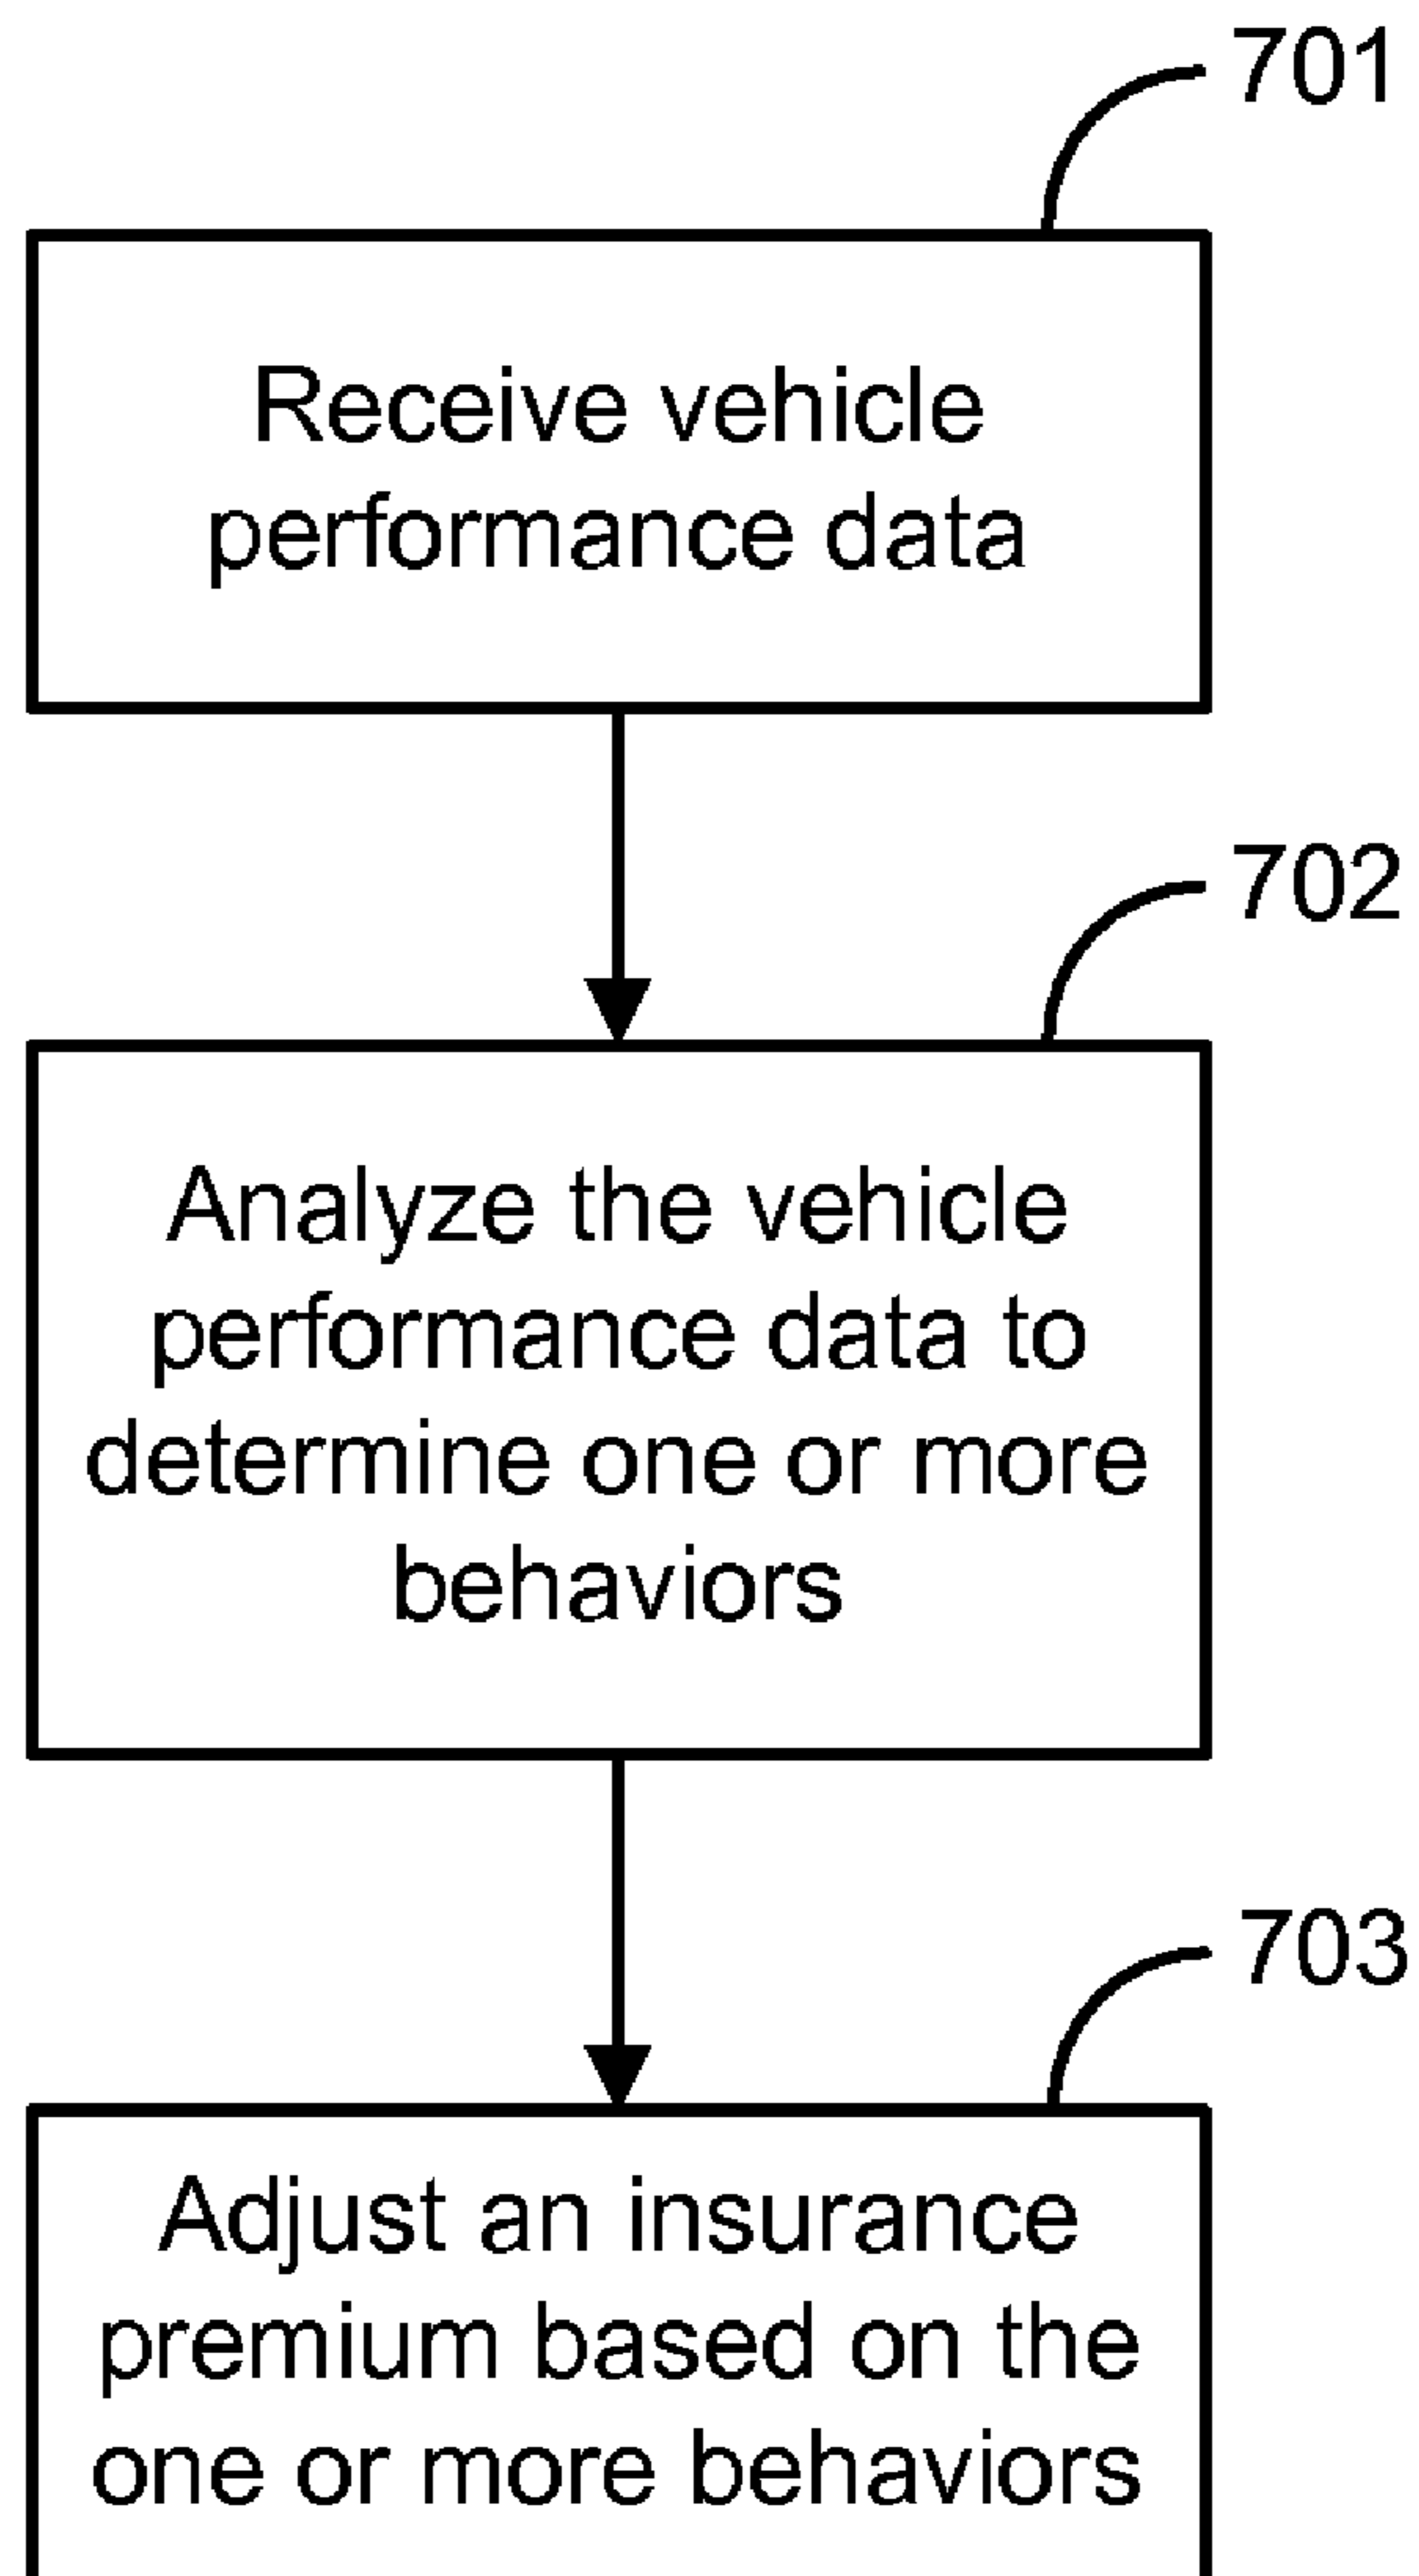 701
Receive vehicle
performance data
702
Analyze the vehicle
performance data to
determine one or more
behaviors
703
Adjust an insurance
premium based on the
one or more behaviors